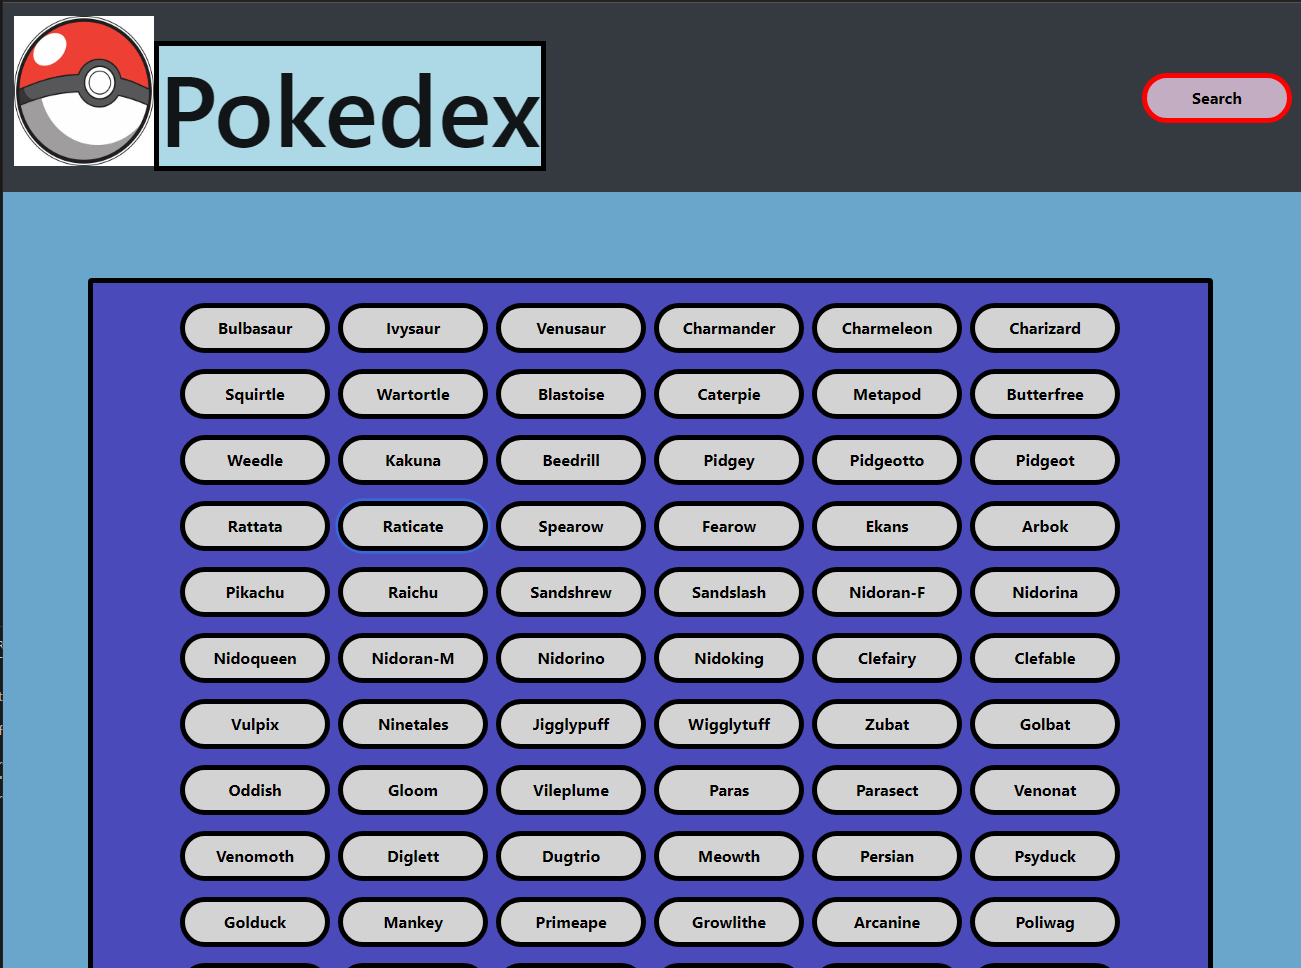 Pokedex
Search
Bulbasaur Ivysaur Venusaur Charmander Charmeleon Charizard
Squirtle Wartortle Blastoise Caterpie Metapod Butterfree
Weedle Kakuna Beedrill Pidgey Pidgeotto Pidgeot
Rattata Raticate Spearow Fearow Ekans Arbok
Pikachu Raichu Sandshrew Sandslash Nidoran-F Nidorina
Nidoqueen Nidoran-M Nidorino Nidoking Clefairy Clefable
Vulpix Ninetales Jigglypuff Wigglytuff Zubat Golbat
Oddish Gloom Vileplume Paras Parasect Venonat
Venomoth Diglett Dugtrio Meowth Persian Psyduck
Golduck Mankey Primeape Growlithe Arcanine Poliwag